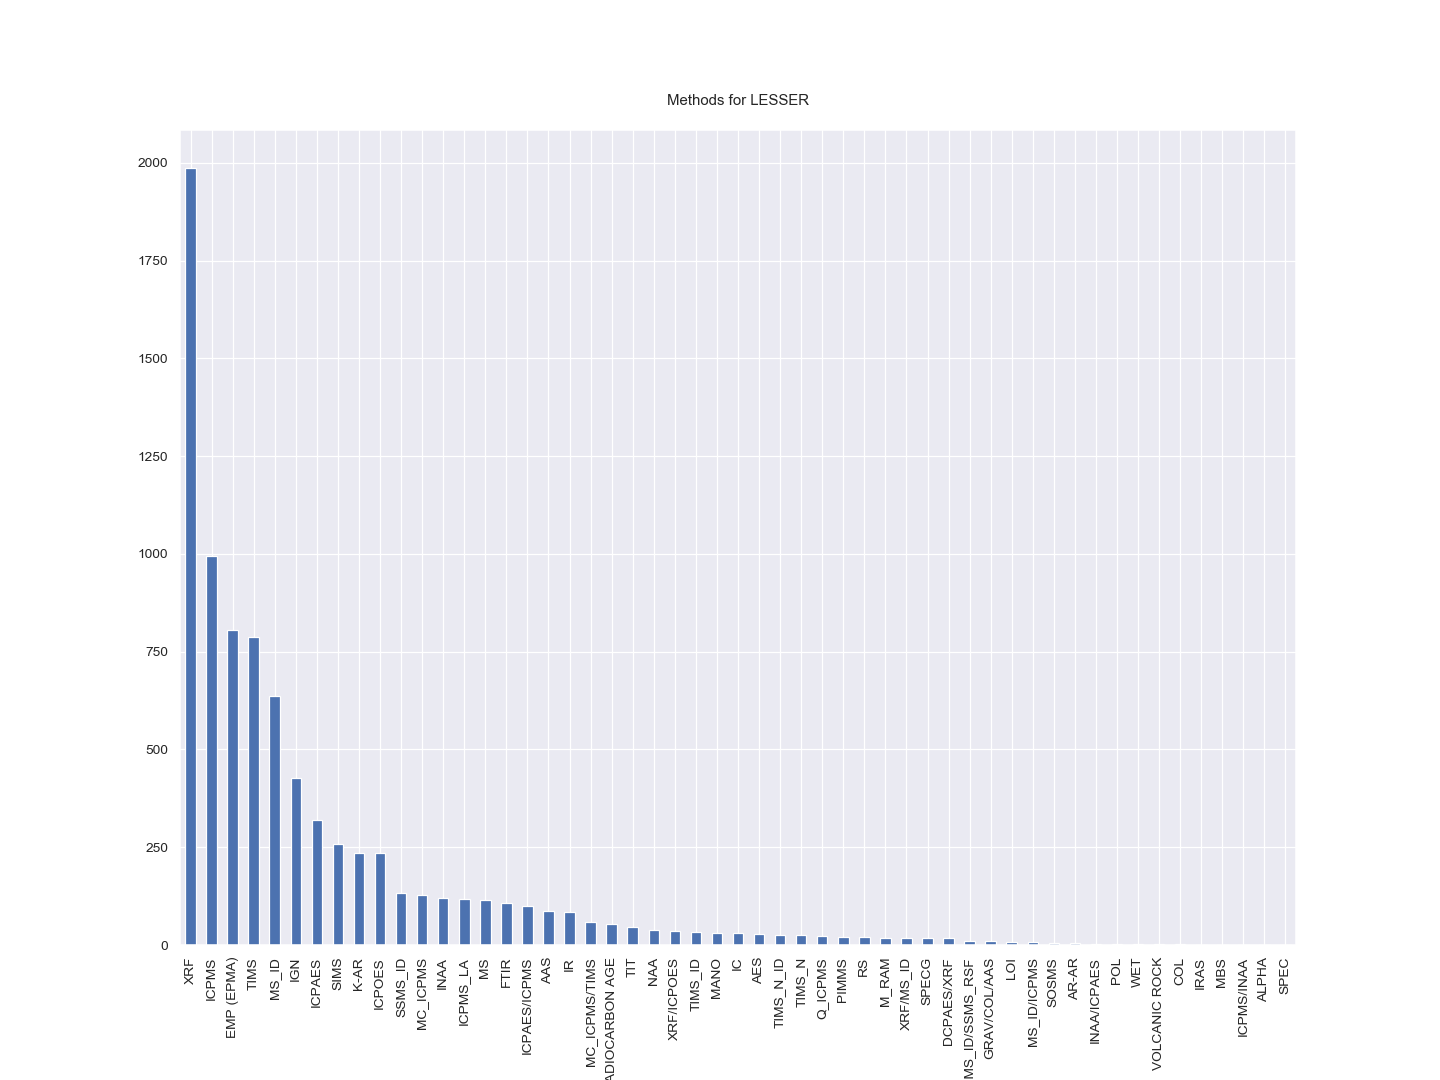 Methods for LESSER
2000
1750
1500
1250
1000
750
500
250
0
XRF
ICPMS
EMP (EPMA)
TIMS
MS_ID
IGN
ICPAES
SIMS
K-AR
ICPOES
SSMS_ID
MC_ICPMS
INAA
ICPMS_LA
MS
FTIR
ICPAES/ICPMS
AAS
IR
MC_ICPMS/TIMS
ADIOCARBON AGE
TIT
NAA
XRF/ICPOES
TIMS_ID
MANO
IC
AES
TIMS_N_ID
TIMS_N
Q_ICPMS
PIMMS
RS
M_RAM
XRF/MS_ID
SPECG
DCPAES/XRF
MS_ID/SSMS_RSF
GRAV/COL/AAS
LOI
MS_ID/ICPMS
SOSMS
AR-AR
INAA/ICPAES
POL
WET
VOLCANIC ROCK
COL
IRAS
MBS
ICPMS/INAA
ALPHA
SPEC